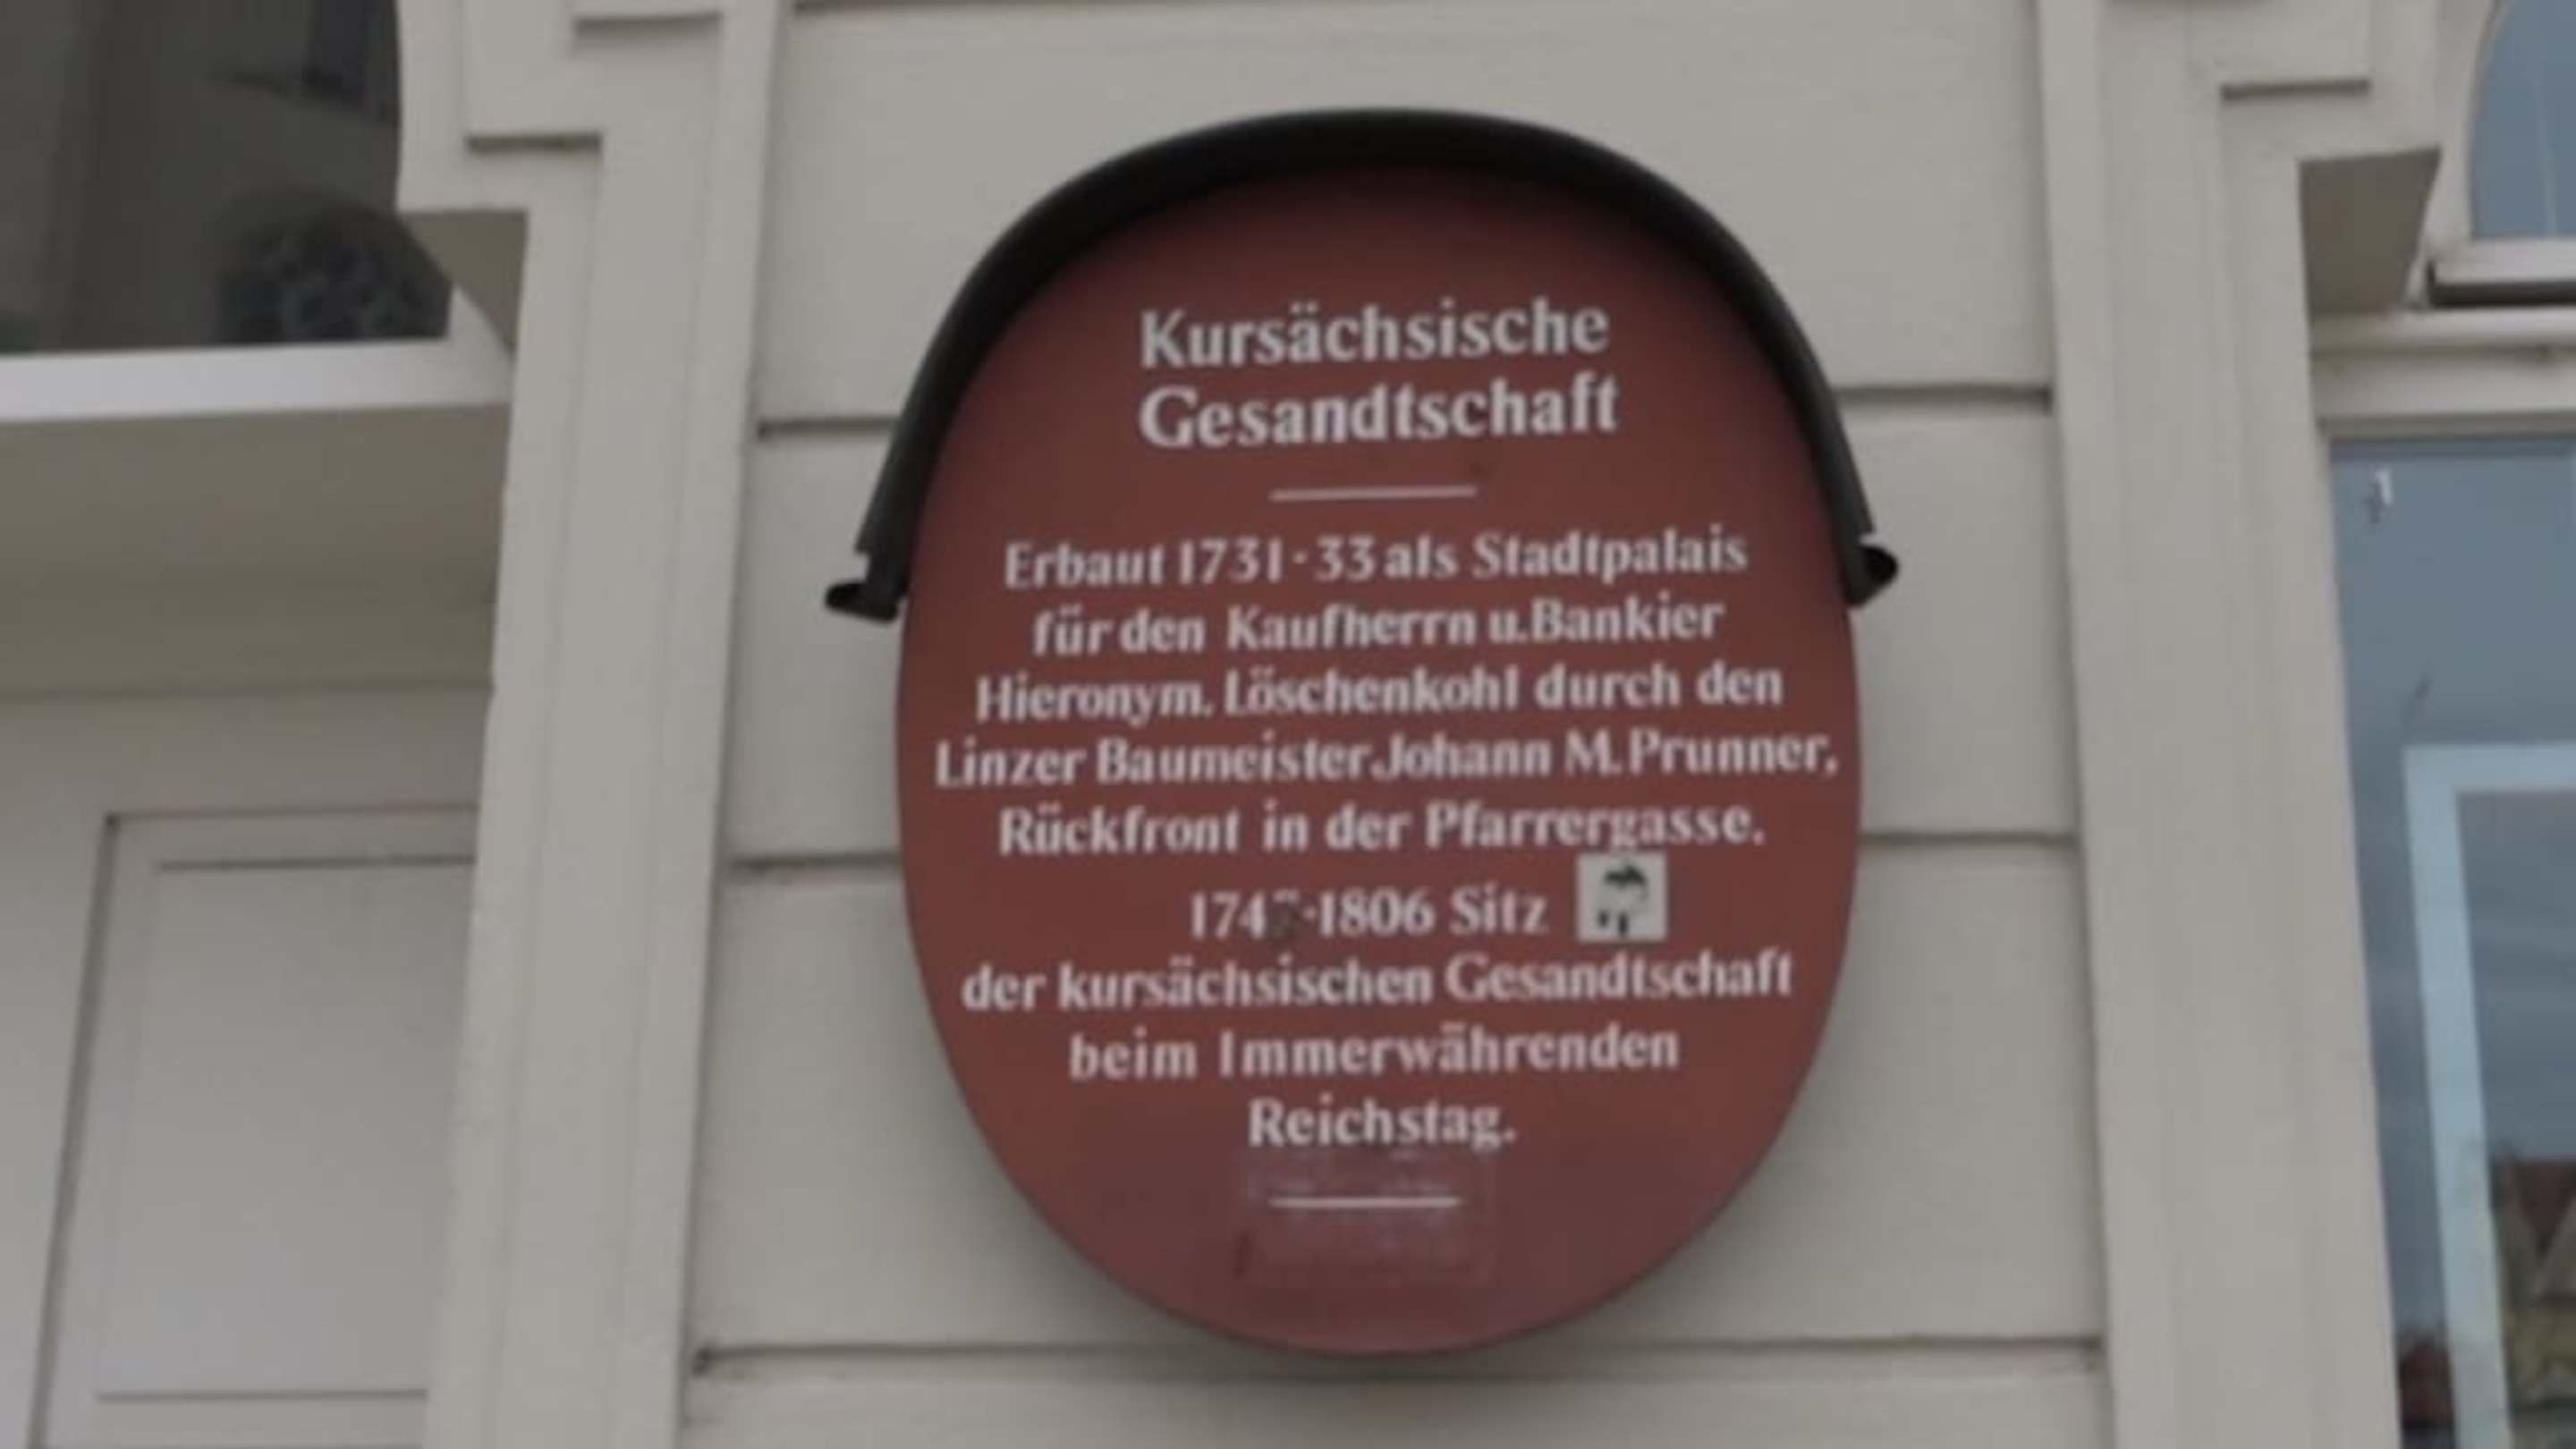 Kursächsische
Gesandtschaft
Erbaut 1731-33 als Stadtpalais
für den Kaufherrn u. Bankier
Hieronym. Löschenkohl durch den
Linzer Baumeister Johann M. Prunner,
Rückfront in der Pfarrergasse.
-1806 Sitz
der kursächsischen Gesandtschaft
beim Immerwährenden
Reichstag.